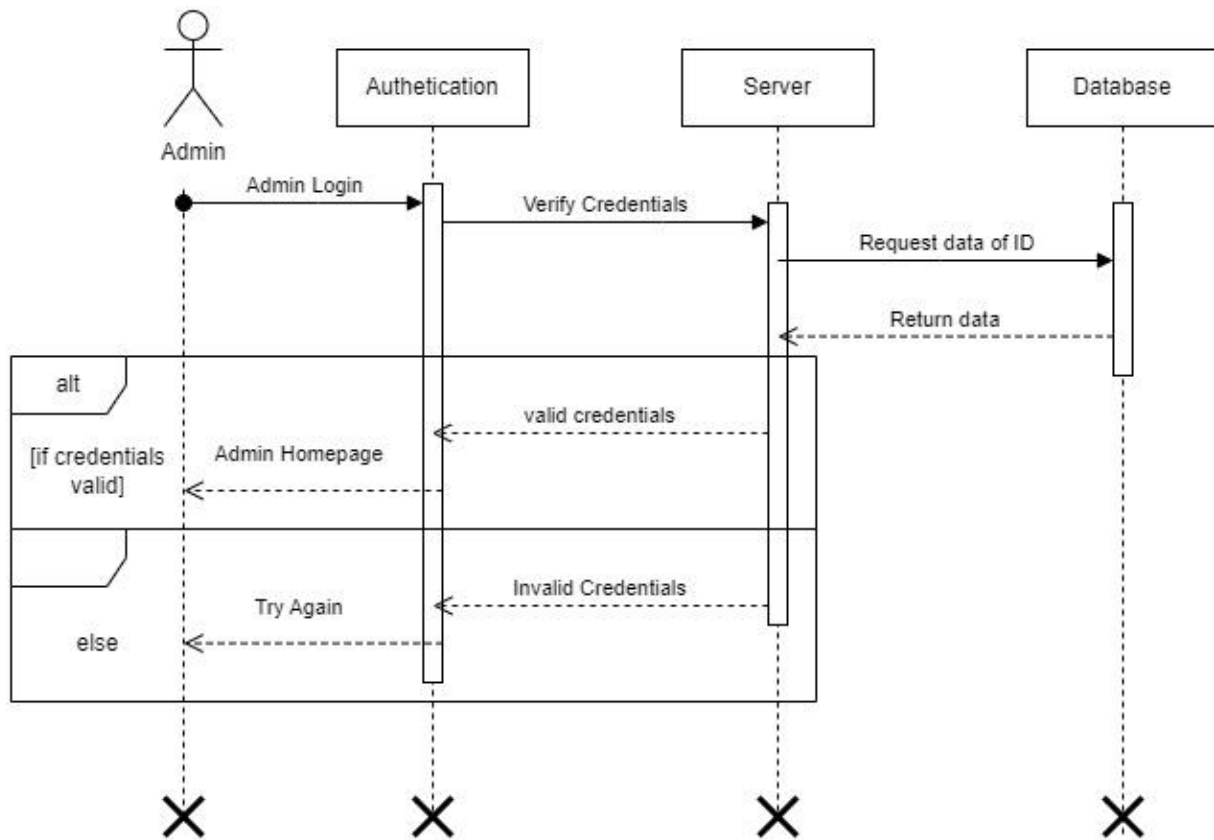 Authetication
Server
Database
Admin
Admin Login
Verify Credentials
Request data of ID
Return data
alt
valid credentials
[if credentials
valid]
Admin Homepage
Invalid Credentials
Try Again
else